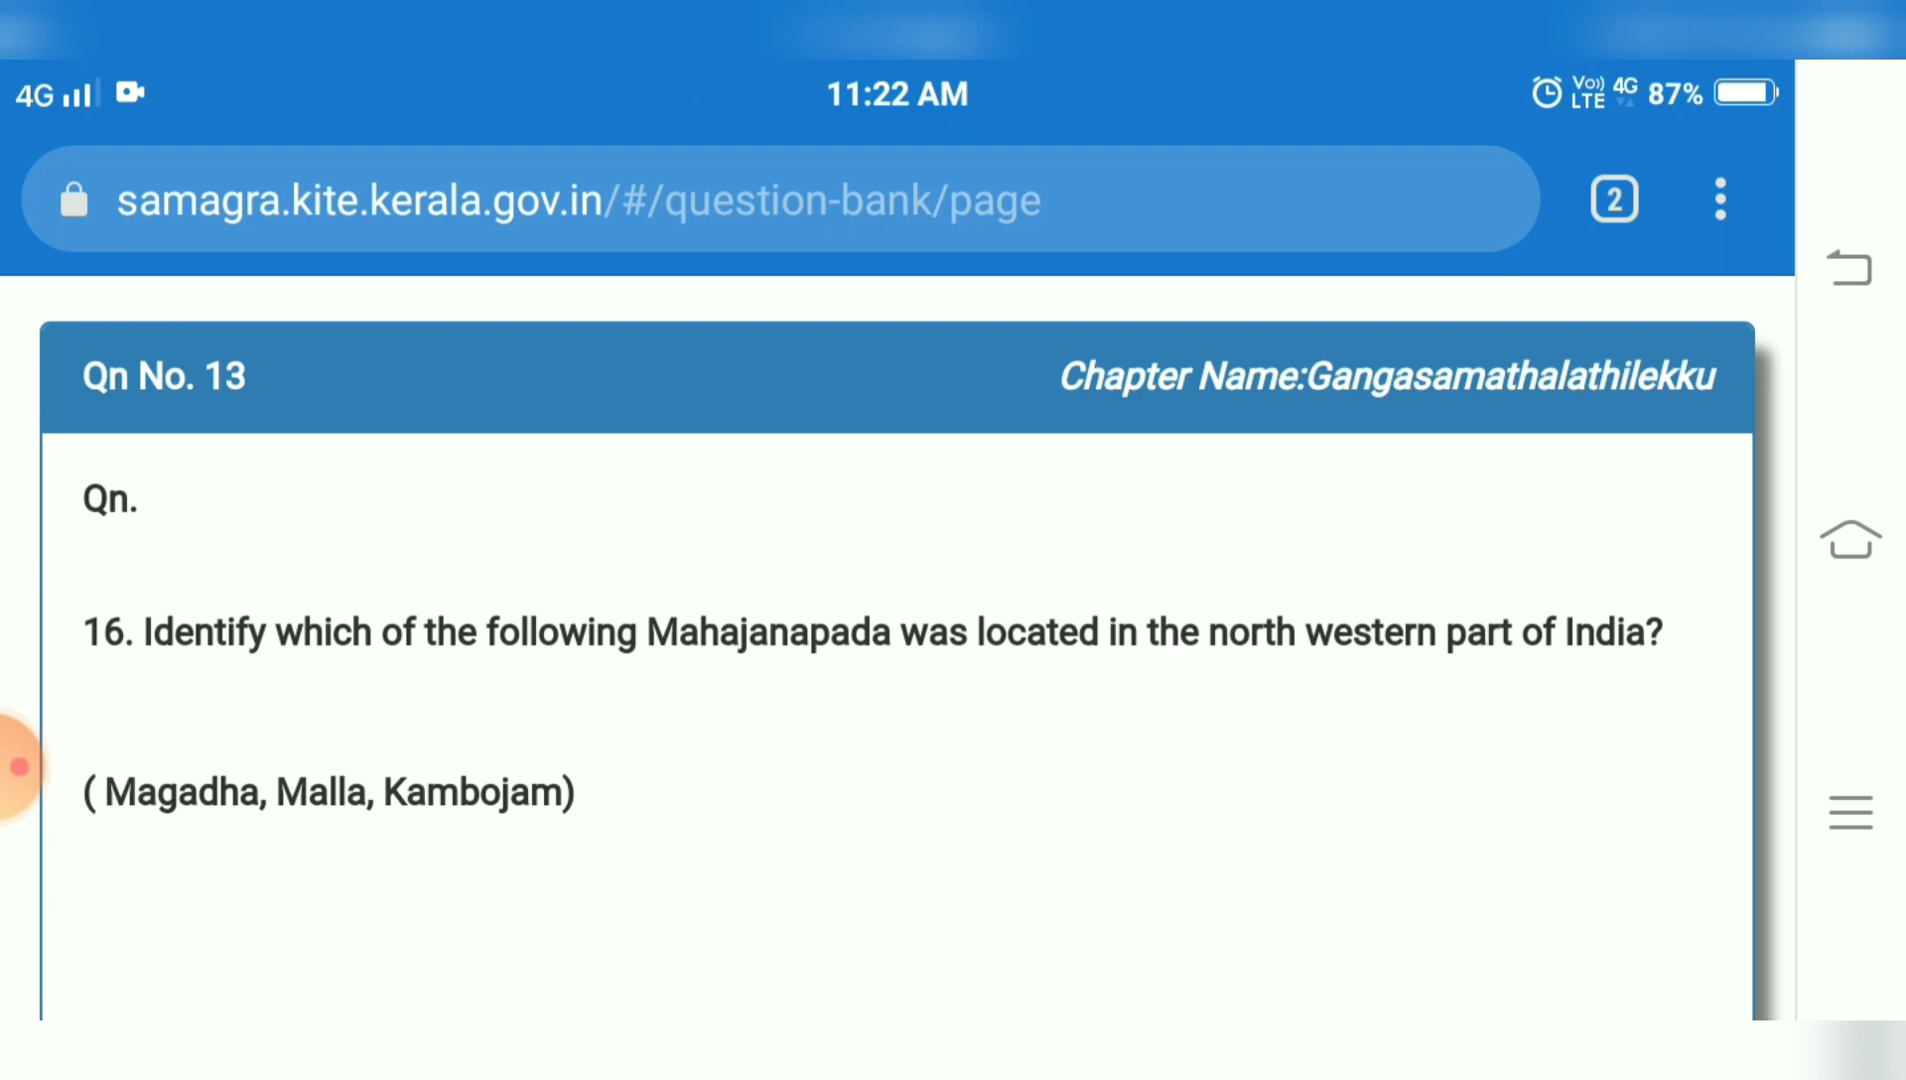 4G 11:22 AM Vo)) LTE 4G 87%
samagra.kite.kerala.gov.in/#/question-bank/page 2
Qn No. 13 Chapter Name:Gangasamathalathilekku
Qn.
16. Identify which of the following Mahajanapada was located in the north western part of India?
( Magadha, Malla, Kambojam)